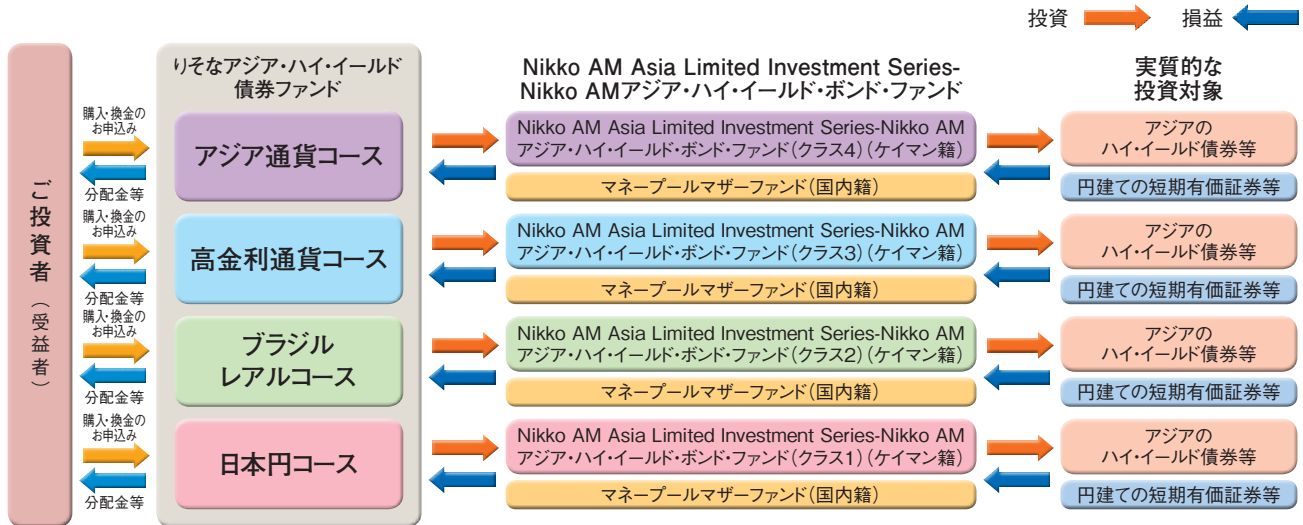 投資
損益
ご投資者（受益者）
りそなアジア・ハイ・イールド
債券ファンド
Nikko AM Asia Limited Investment Series-
Nikko AMアジア・ハイ・イールド・ボンド・ファンド
実質的な
投資対象
購入・換金の
お申込み
分配金等
アジア通貨コース
Nikko AM Asia Limited Investment Series-Nikko AM
アジア・ハイ・イールド・ボンド・ファンド（クラス4）（ケイマン籍）
マネープールマザーファンド（国内籍）
アジアの
ハイ・イールド債券等
円建ての短期有価証券等
購入・換金の
お申込み
分配金等
高金利通貨コース
Nikko AM Asia Limited Investment Series-Nikko AM
アジア・ハイ・イールド・ボンド・ファンド（クラス3）（ケイマン籍）
マネープールマザーファンド（国内籍）
アジアの
ハイ・イールド債券等
円建ての短期有価証券等
購入・換金の
お申込み
分配金等
ブラジル
レアルコース
Nikko AM Asia Limited Investment Series-Nikko AM
アジア・ハイ・イールド・ボンド・ファンド（クラス2）（ケイマン籍）
マネープールマザーファンド（国内籍）
アジアの
ハイ・イールド債券等
円建ての短期有価証券等
購入・換金の
お申込み
分配金等
日本円コース
Nikko AM Asia Limited Investment Series-Nikko AM
アジア・ハイ・イールド・ボンド・ファンド（クラス1）（ケイマン籍）
マネープールマザーファンド（国内籍）
アジアの
ハイ・イールド債券等
円建ての短期有価証券等